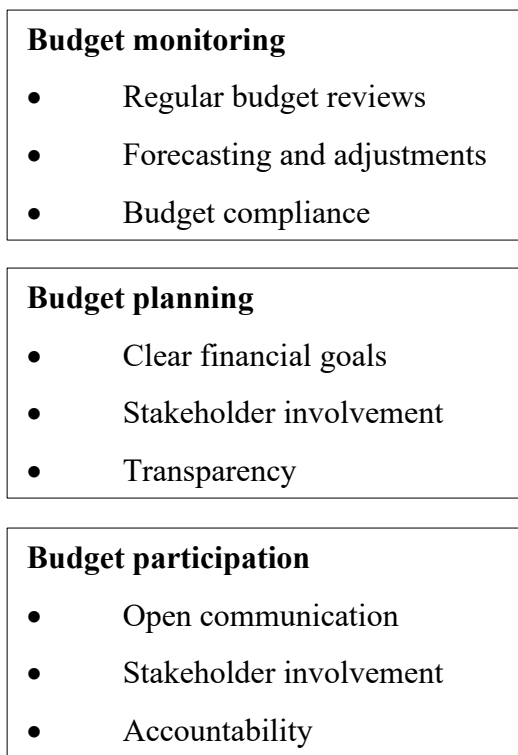 Budget monitoring
• Regular budget reviews
• Forecasting and adjustments
• Budget compliance
Budget planning
• Clear financial goals
• Stakeholder involvement
• Transparency
Budget participation
• Open communication
• Stakeholder involvement
• Accountability